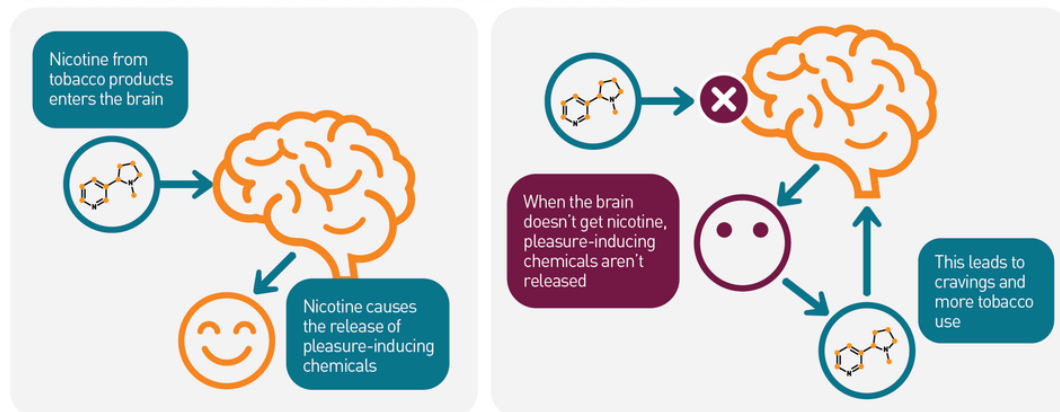 Nicotine from
tobacco products
enters the brain
N
N
Nicotine causes
the release of
pleasure-inducing
chemicals
N
N
When the brain
doesn't get nicotine,
pleasure-inducing
chemicals aren't
released
This leads to
cravings and
more tobacco
use
N
N